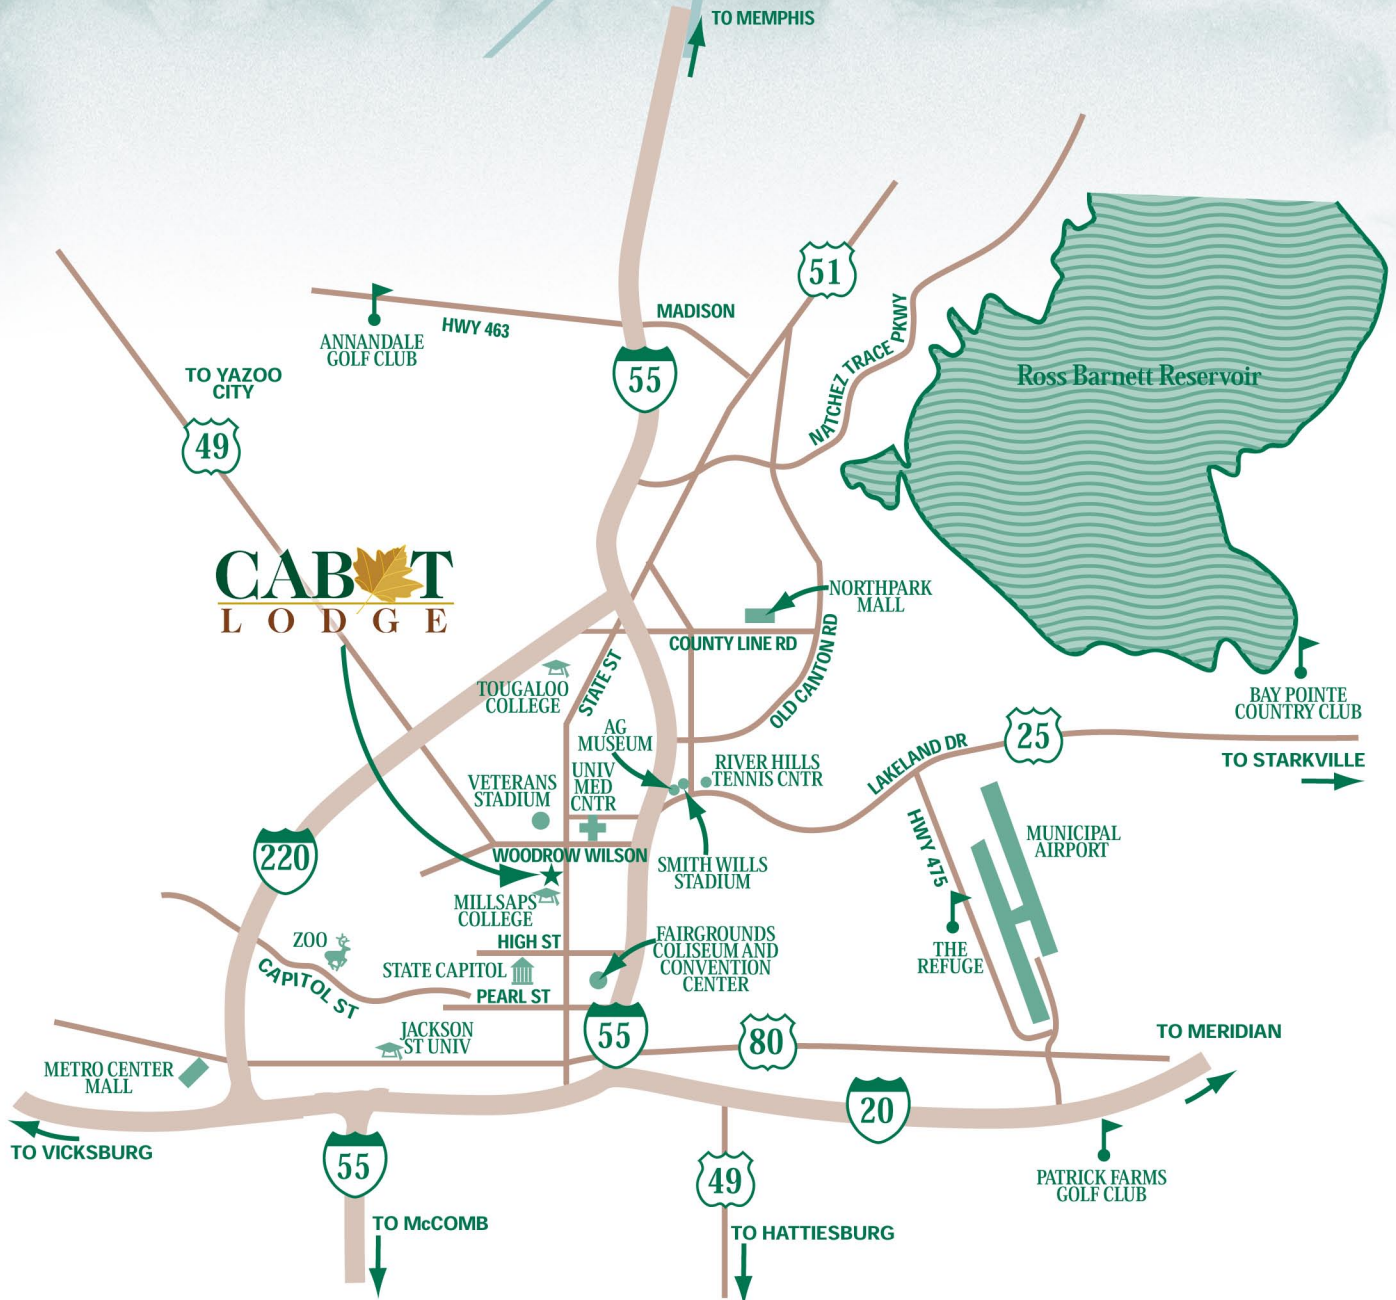 TO MEMPHIS
51
MADISON
HWY 463
ANNANDALE
GOLF CLUB
NATCHEZ TRACE PKWY
55
TO YAZOO
CITY
49
Ross Barnett Reservoir
CABOT
LODGE
NORTHPARK
MALL
COUNTY LINE RD
OLD CANTON RD
STATE ST
TOUGALOO
COLLEGE
BAY POINTE
COUNTRY CLUB
25
TO STARKVILLE
LAKELAND DR
AG
MUSEUM
RIVER HILLS
TENNIS CNTR
UNIV
MED
CNTR
VETERANS
STADIUM
HWY 475
MUNICIPAL
AIRPORT
220
WOODROW WILSON
SMITH WILLS
STADIUM
MILLSAPS
COLLEGE
HIGH ST
FAIRGROUNDS
COLISEUM AND
CONVENTION
CENTER
THE
REFUGE
ZOO
CAPITOL ST
STATE CAPITOL
PEARL ST
JACKSON
ST UNIV
55
80
TO MERIDIAN
METRO CENTER
MALL
20
TO VICKSBURG
55
49
PATRICK FARMS
GOLF CLUB
TO McCOMB
TO HATTIESBURG